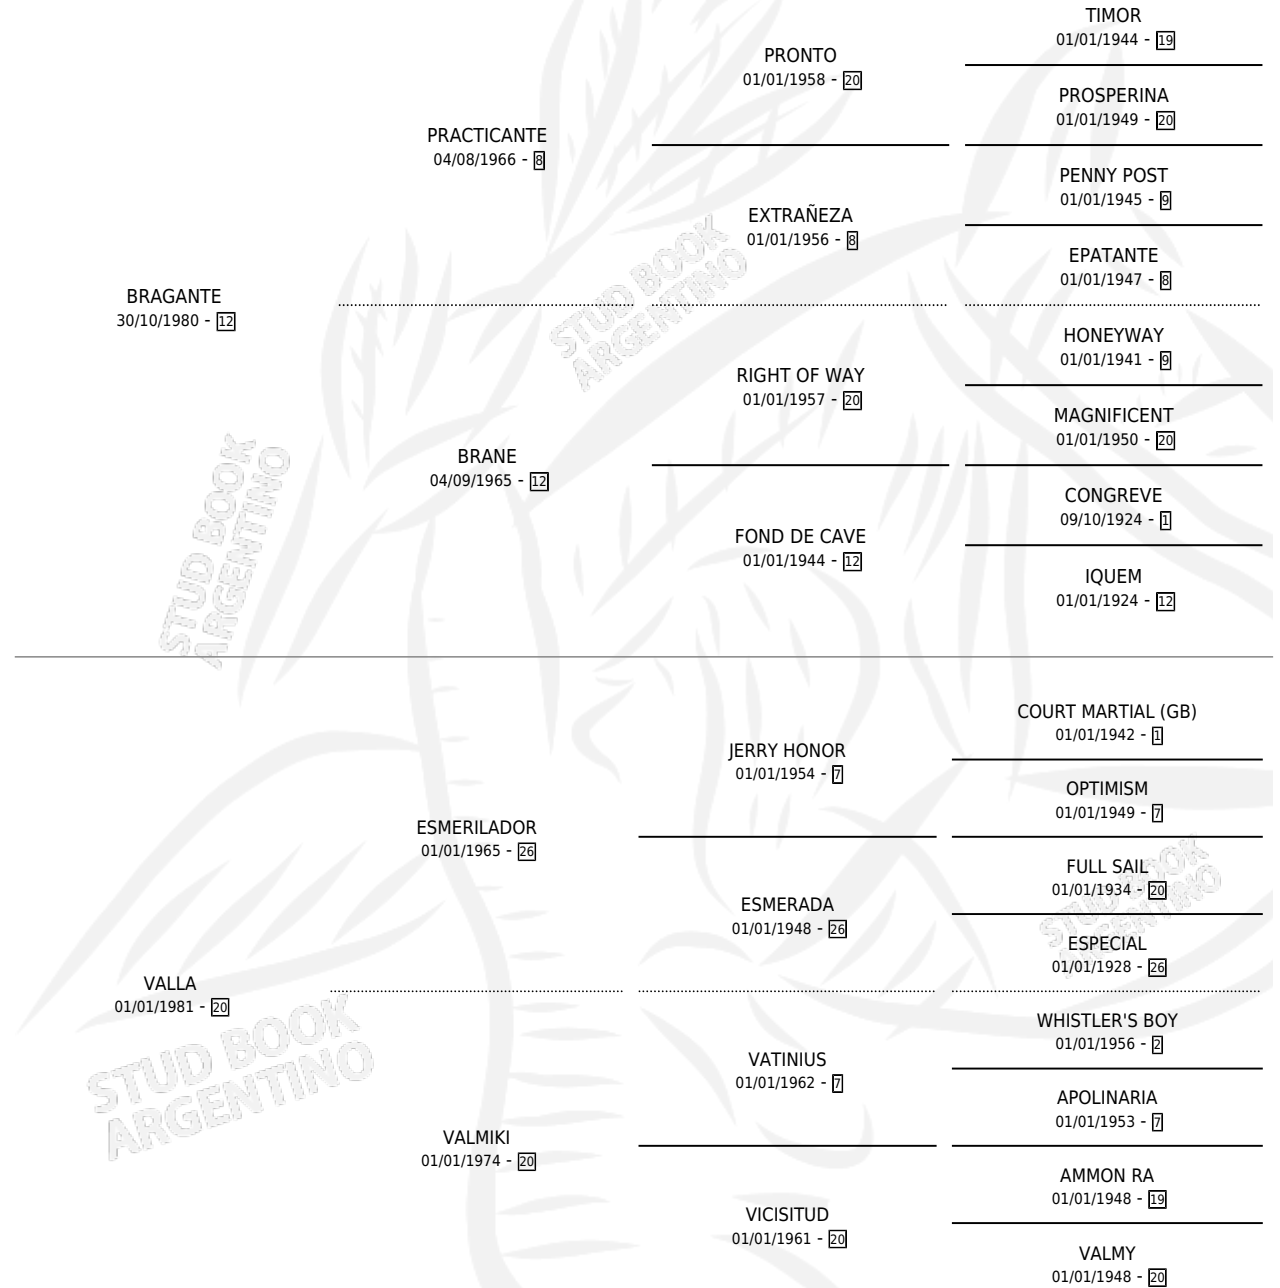 TIMOR
01/01/1944 - 19
PRONTO
01/01/1958 - 20
PROSPERINA
01/01/1949 - 20
PRACTICANTE
04/08/1966 - 8
PENNY POST
01/01/1945 - 9
EXTRAÑEZA
01/01/1956 - 8
EPATANTE
01/01/1947 - 8
BRAGANTE
30/10/1980 - 12
STUD BOOK
ARGENTINO
HONEYWAY
01/01/1941 - 9
RIGHT OF WAY
01/01/1957 - 20
MAGNIFICENT
01/01/1950 - 20
BRANE
04/09/1965 - 12
CONGREVE
09/10/1924 - 1
FOND DE CAVE
01/01/1944 - 12
IQUEM
01/01/1924 - 12
STUD BOOK
ARGENTINO
COURT MARTIAL (GB)
01/01/1942 - 1
JERRY HONOR
01/01/1954 - 7
OPTIMISM
01/01/1949 - 7
ESMERILADOR
01/01/1965 - 26
FULL SAIL
01/01/1934 - 20
ESMERADA
01/01/1948 - 26
ESPECIAL
01/01/1928 - 26
STUD BOOK
ARGENTINO
VALLA
01/01/1981 - 20
WHISTLER'S BOY
01/01/1956 - 2
VATINIUS
01/01/1962 - 7
APOLINARIA
01/01/1953 - 7
STUD BOOK
ARGENTINO
VALMIKI
01/01/1974 - 20
AMMON RA
01/01/1948 - 19
VICISITUD
01/01/1961 - 20
VALMY
01/01/1948 - 20